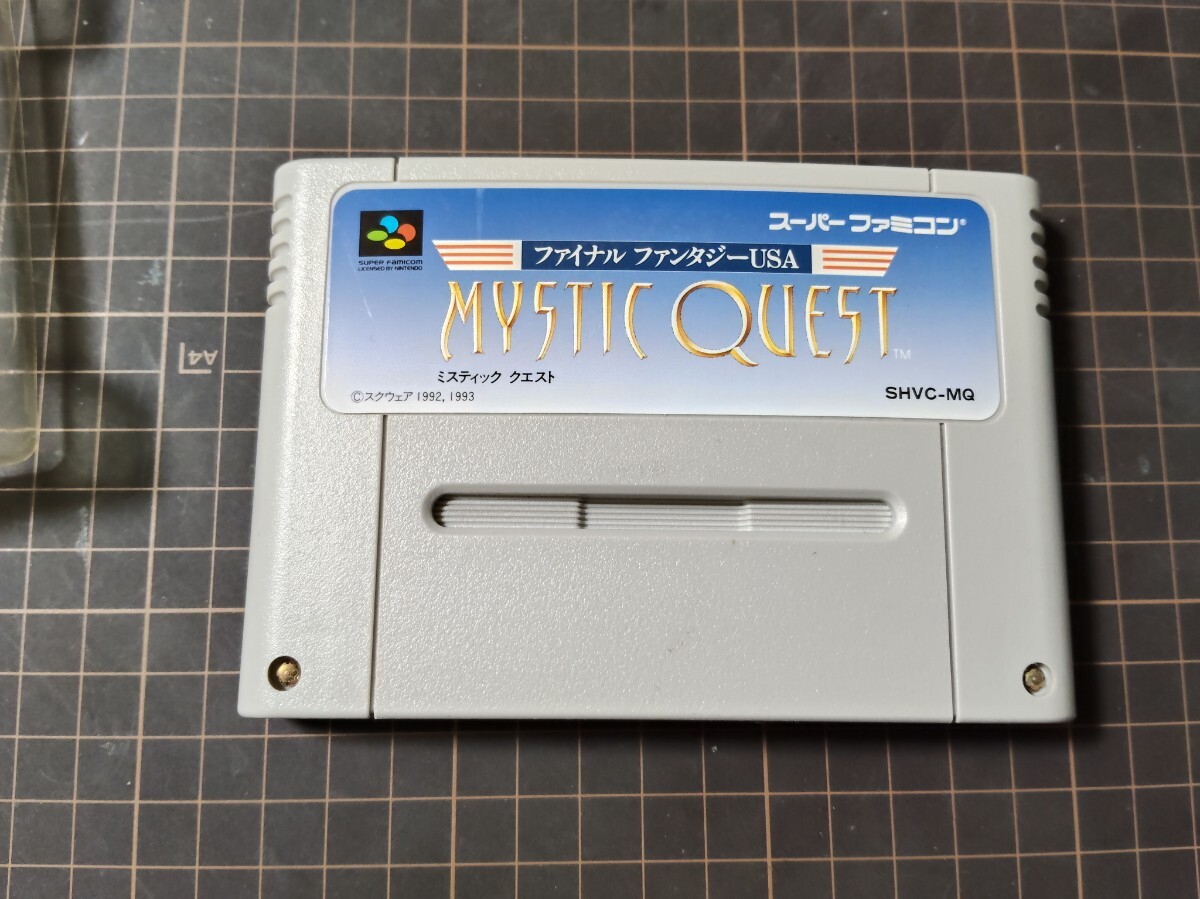 スーパーファミコン®
SUPER FAMICOM
LICENSED BY NINTENDO
ファイナル ファンタジーUSA
MYSTIC QUEST™
ミスティック クエスト
©スクウェア 1992, 1993
SHVC-MQ
A4